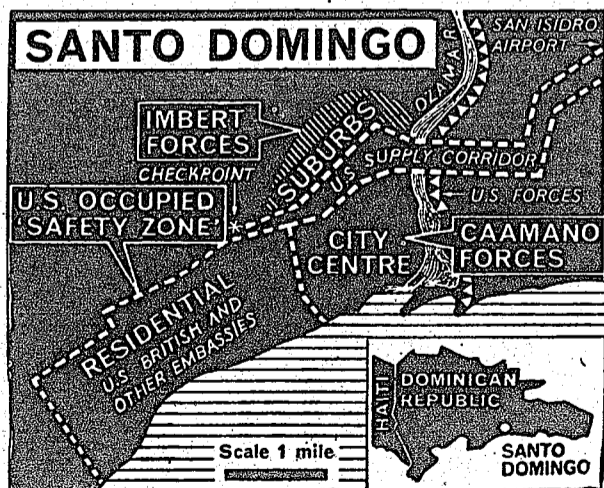 SANTO DOMINGO
SAN ISIDRO
AIRPORT
OZAMA R.
IMBERT
FORCES
SUBURBS
CHECKPOINT
U.S SUPPLY CORRIDOR
U.S. OCCUPIED
'SAFETY ZONE'
U.S FORCES
CITY
CENTRE
CAAMANO
FORCES
RESIDENTIAL
U.S. BRITISH AND
OTHER EMBASSIES
HAITI
DOMINICAN
REPUBLIC
SANTO
DOMINGO
Scale 1 mile